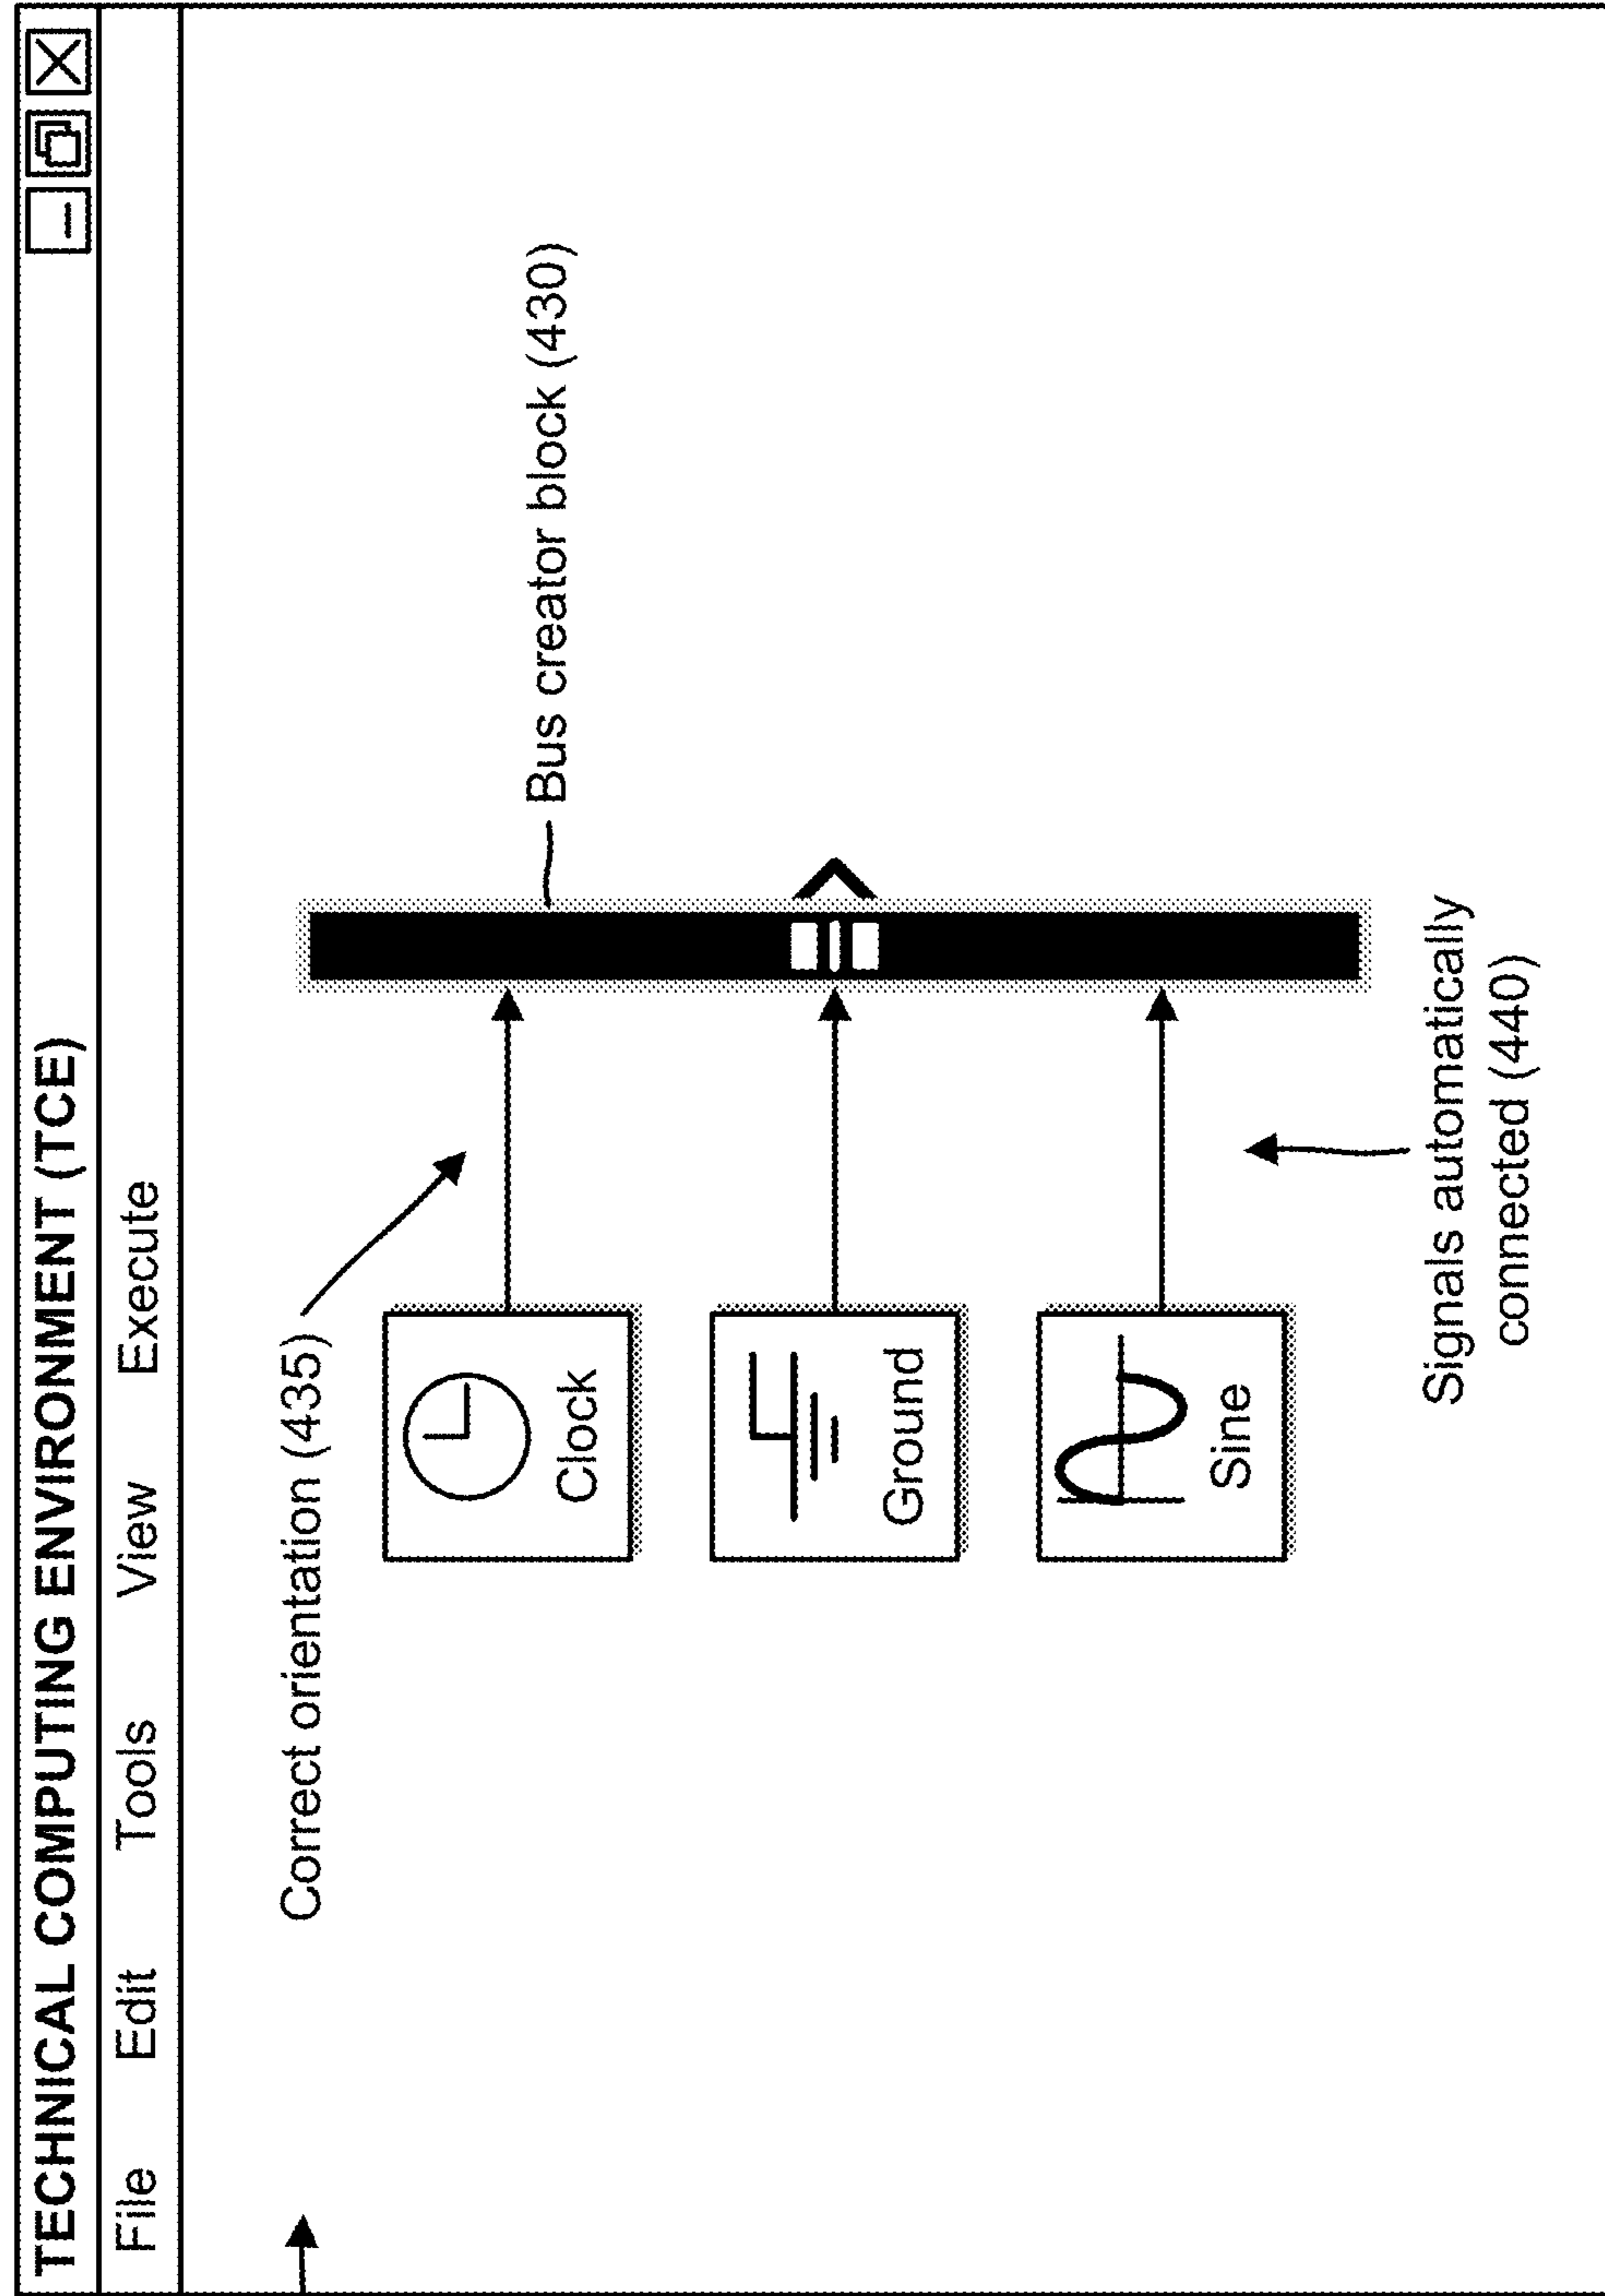 TECHNICAL COMPUTING ENVIRONMENT (TCE)
File Edit Tools View Execute
Correct orientation (435)
Clock
Bus creator block (430)
Ground
Sine
Signals automatically
connected (440)